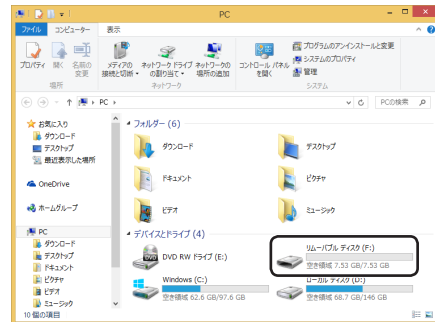 PC
ファイル コンピューター 表示
プロパティ 開く 名前の変更
メディアの接続と切断 ネットワーク ドライブの割り当て ネットワークの場所の追加
コントロール パネルを開く
プログラムのアンインストールと変更
システムのプロパティ
管理
場所 ネットワーク システム
PC PCの検索
お気に入り
ダウンロード
デスクトップ
最近表示した場所
OneDrive
ホームグループ
PC
ダウンロード
デスクトップ
ドキュメント
ピクチャ
ビデオ
ミュージック
フォルダー (6)
ダウンロード デスクトップ
ドキュメント ピクチャ
ビデオ ミュージック
デバイスとドライブ (4)
DVD RW ドライブ (E:)
リムーバブル ディスク (F:)
空き領域 7.53 GB/7.53 GB
Windows (C:)
空き領域 62.6 GB/97.6 GB
ローカル ディスク (D:)
空き領域 68.7 GB/146 GB
10 個の項目